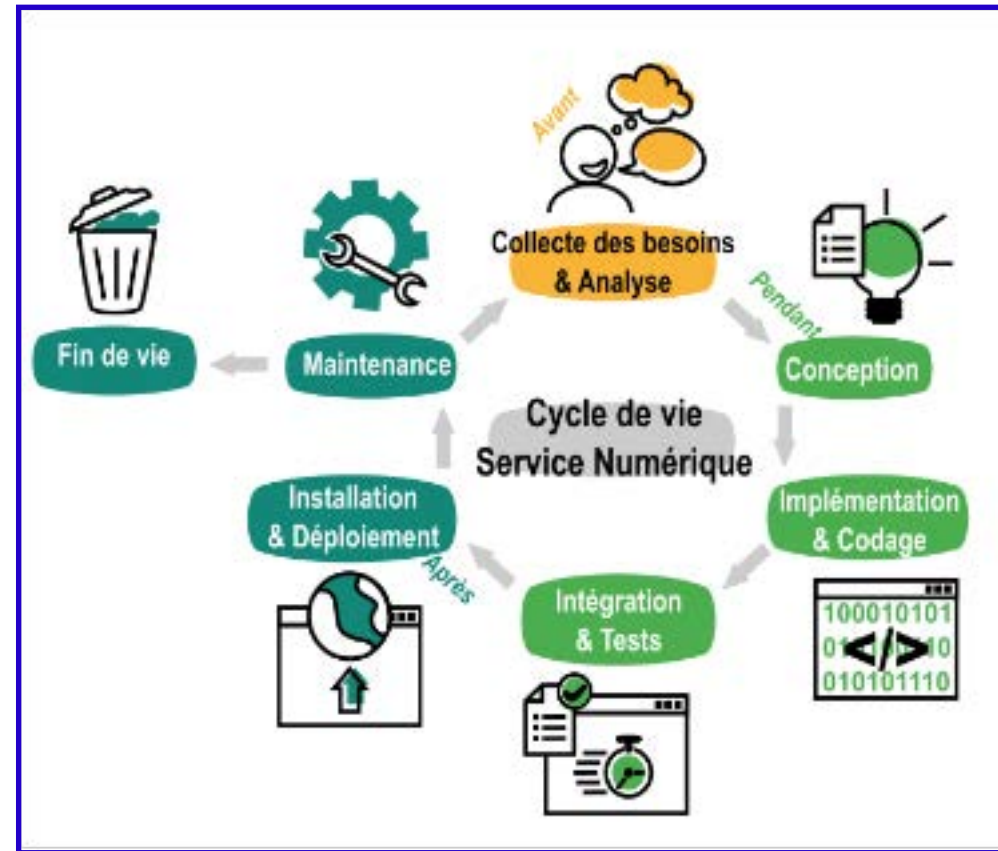 Avant
Collecte des besoins
& Analyse
Pendant
Conception
Implémentation
& Codage
100010101
010101110
Intégration
& Tests
Après
Installation
& Déploiement
Maintenance
Fin de vie
Cycle de vie
Service Numérique